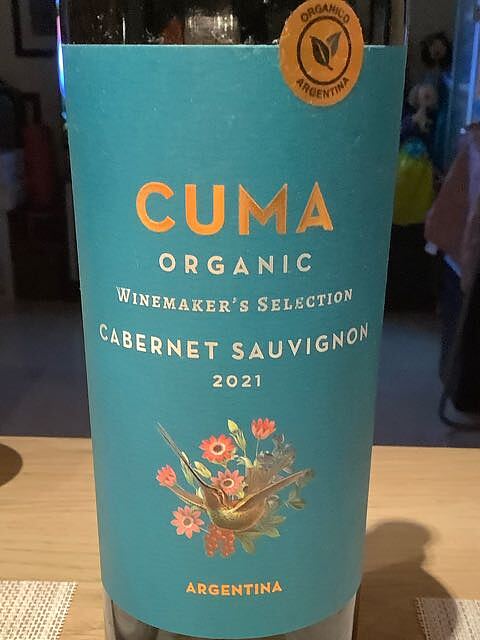 ORGANICO
ARGENTINA
CUMA
ORGANIC
WINEMAKER'S SELECTION
CABERNET SAUVIGNON
2021
ARGENTINA